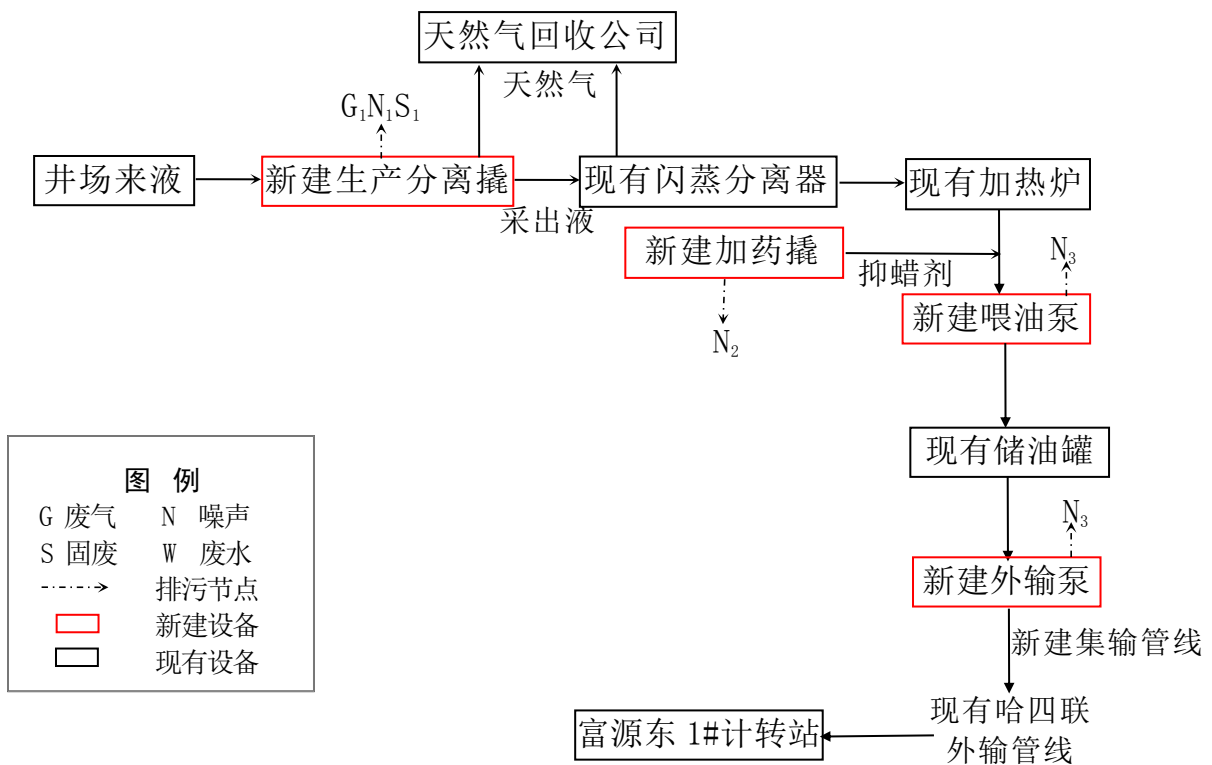 天然气回收公司
天然气
G₁N₁S₁
井场来液
新建生产分离撬
现有闪蒸分离器
现有加热炉
采出液
新建加药撬
抑蜡剂
N₃
N₂
新建喂油泵
现有储油罐
N₃
新建外输泵
新建集输管线
现有哈四联
外输管线
富源东 1#计转站
图 例
G 废气 N 噪声
S 固废 W 废水
排污节点
新建设备
现有设备